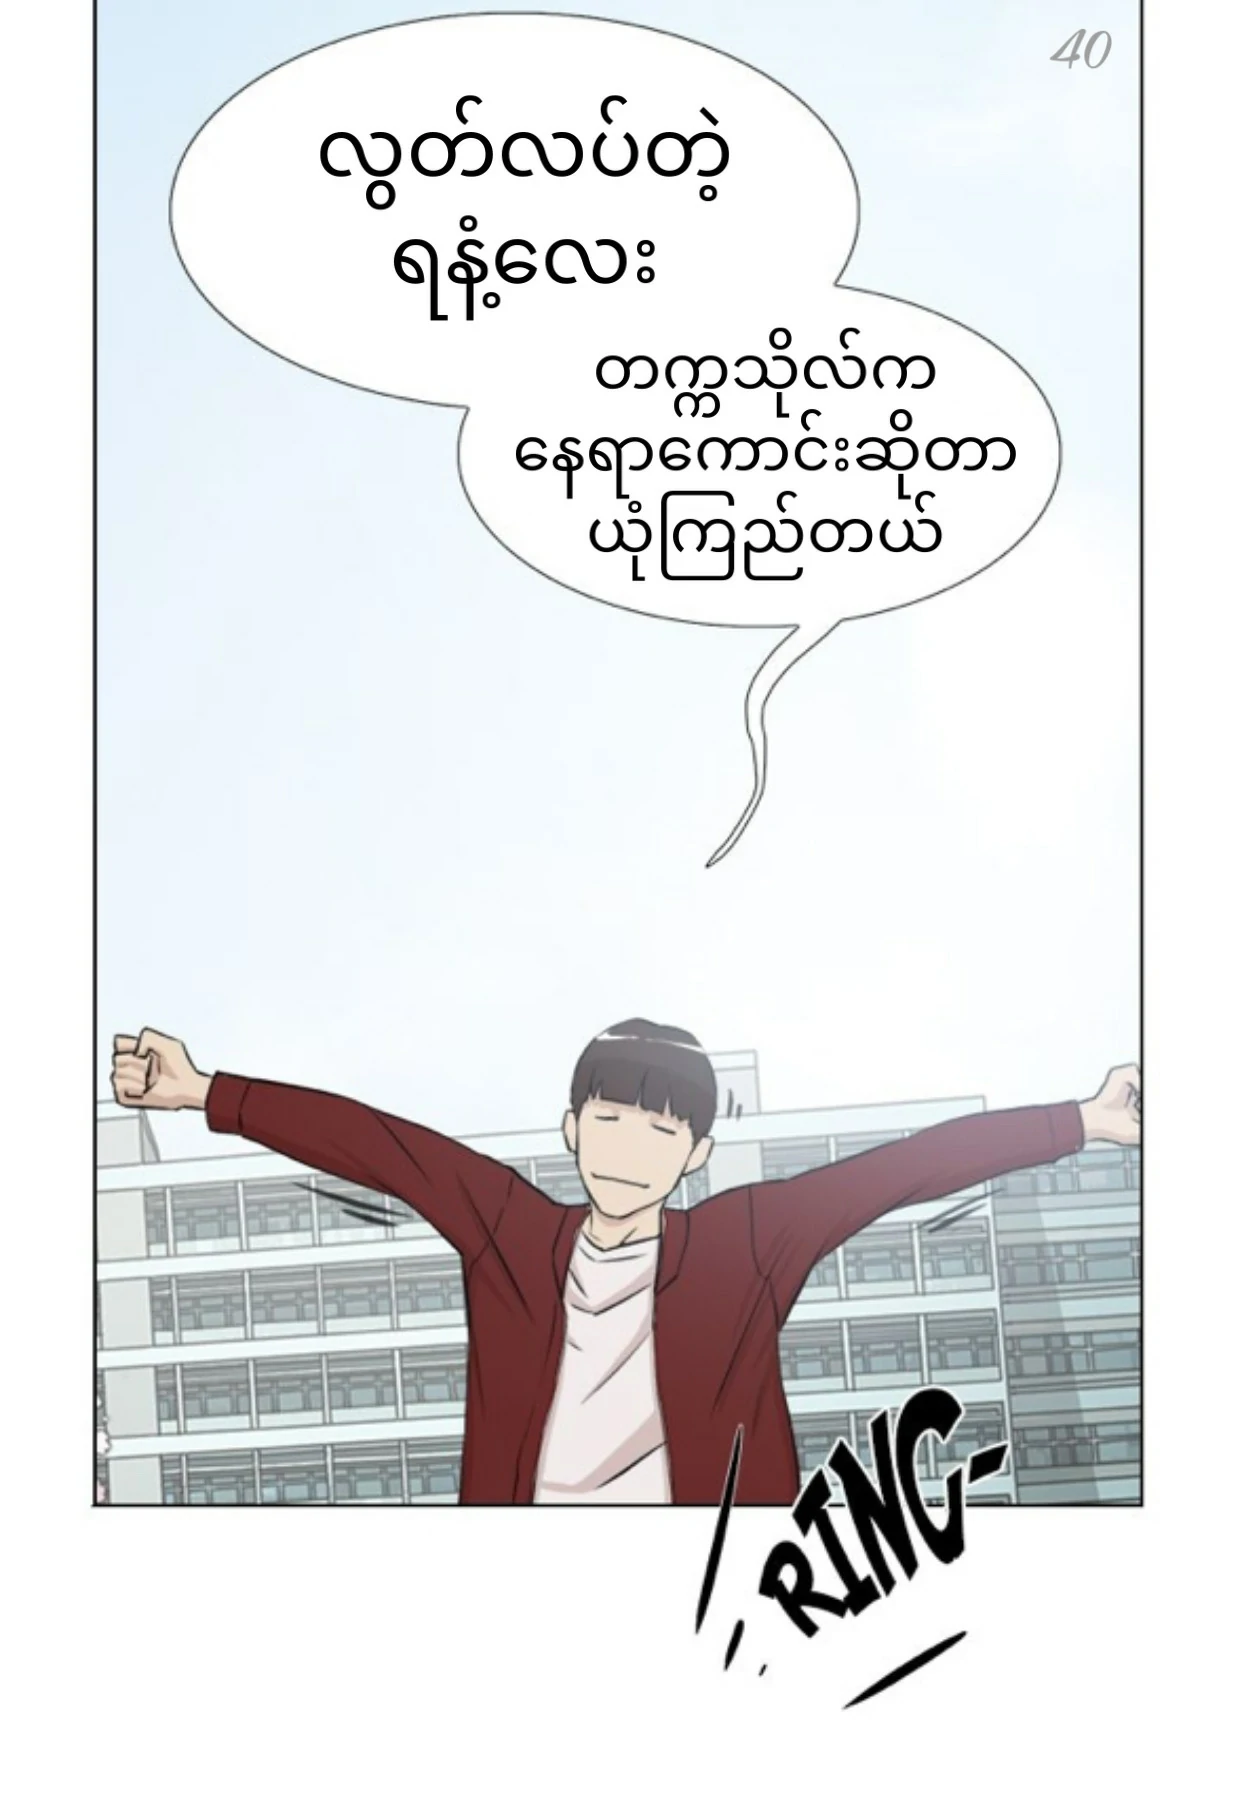 40
လွတ်လပ်တဲ့
ရနံ့လေး
တက္ကသိုလ်က
နေရာကောင်းဆိုတာ
ယုံကြည်တယ်
RING-